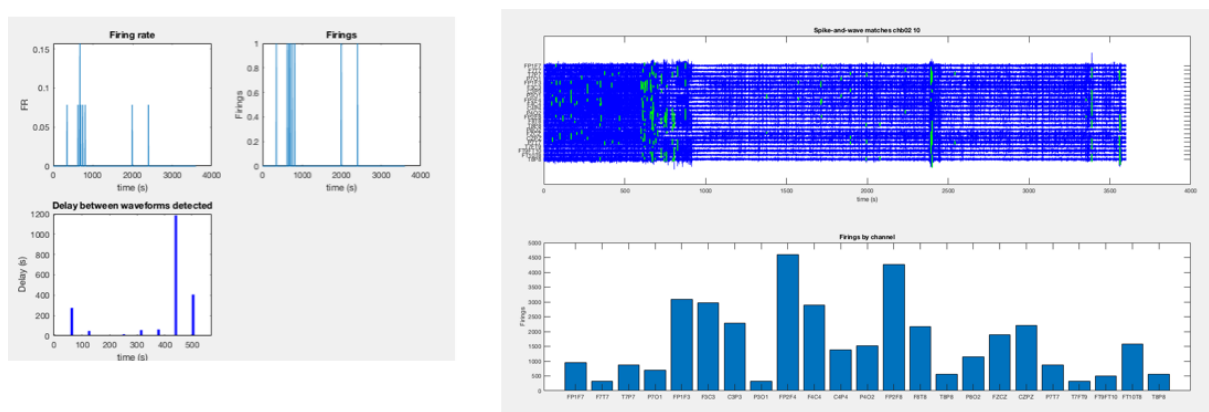 Firing rate
0.15
0.1
0.05
0
FR
0 1000 2000 3000 4000
time (s)
Firings
1
0.8
0.6
0.4
0.2
0
Firings
0 1000 2000 3000 4000
time (s)
Delay between waveforms detected
1200
1000
800
600
400
200
0
Delay (s)
0 100 200 300 400 500
time (s)
Spike-and-wave matches chb02 10
FP1F7
0 500 1000 1500 2000 2500 3000 3500 4000
time (s)
Firings by channel
5000
4500
4000
3500
3000
2500
2000
1500
1000
500
0
Firings
FP1F7 F7T7 T7P7 P7O1 FP1F3 F3C3 C3P3 P3O1 FP2F4 F4C4 C4P4 P4O2 FP2F8 F8T8 T8P8 P8O2 FZCZ CZPZ P7T7 T7FT9 FT9FT10 FT10T8 T8P8